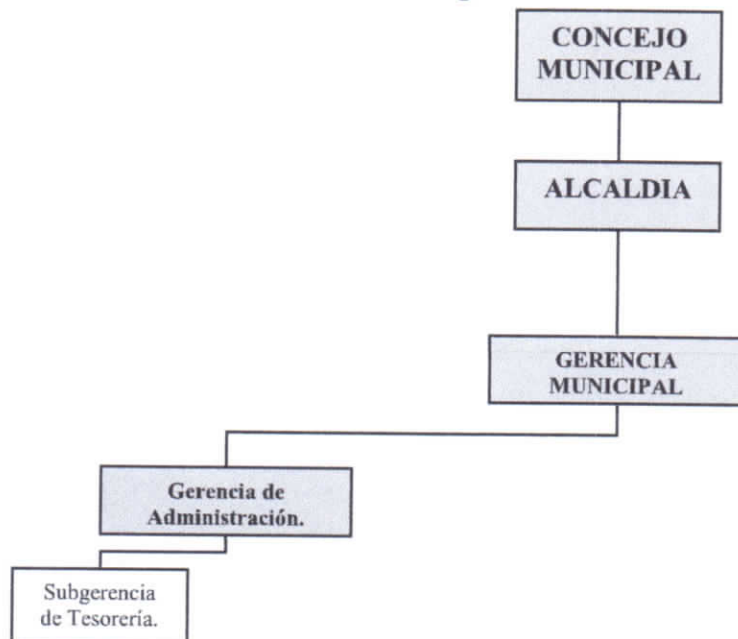 CONCEJO
MUNICIPAL
ALCALDIA
GERENCIA
MUNICIPAL
Gerencia de
Administración.
Subgerencia
de Tesorería.